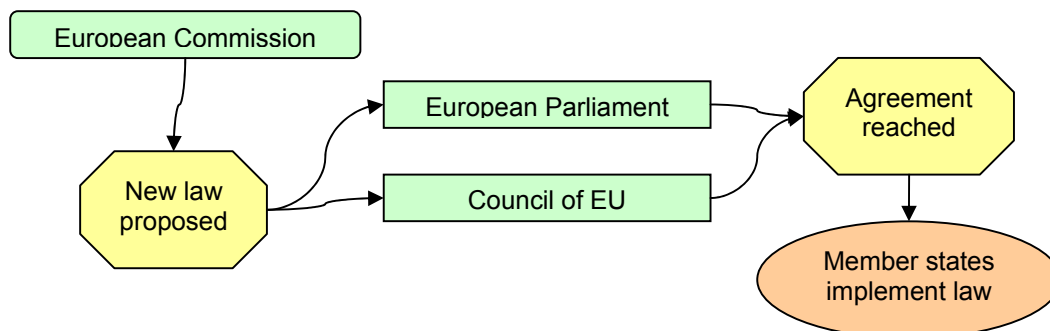 European Commission
New law
proposed
European Parliament
Council of EU
Agreement
reached
Member states
implement law